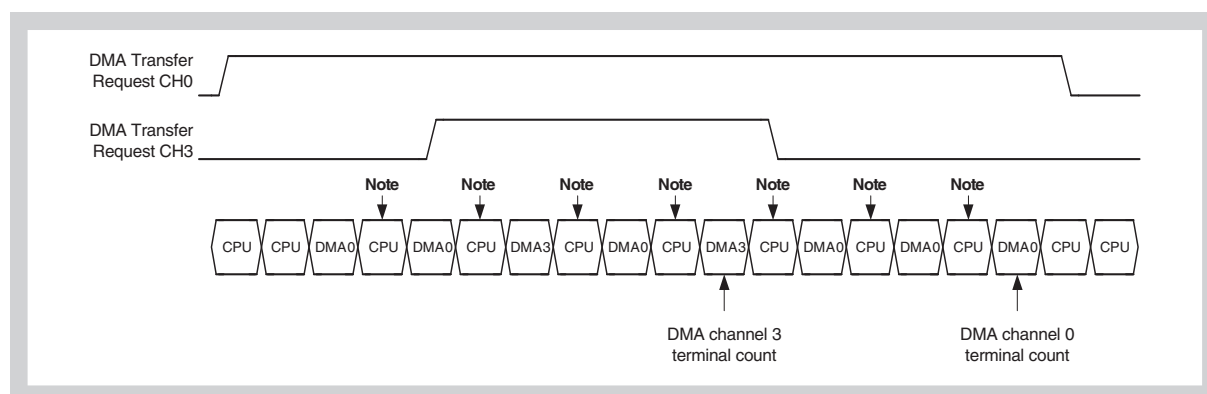 DMA Transfer
Request CH0
DMA Transfer
Request CH3
Note Note Note Note Note Note Note
CPU CPU DMA0 CPU DMA0 CPU DMA3 CPU DMA0 CPU DMA3 CPU DMA0 CPU DMA0 CPU DMA0 CPU CPU
DMA channel 3
terminal count
DMA channel 0
terminal count